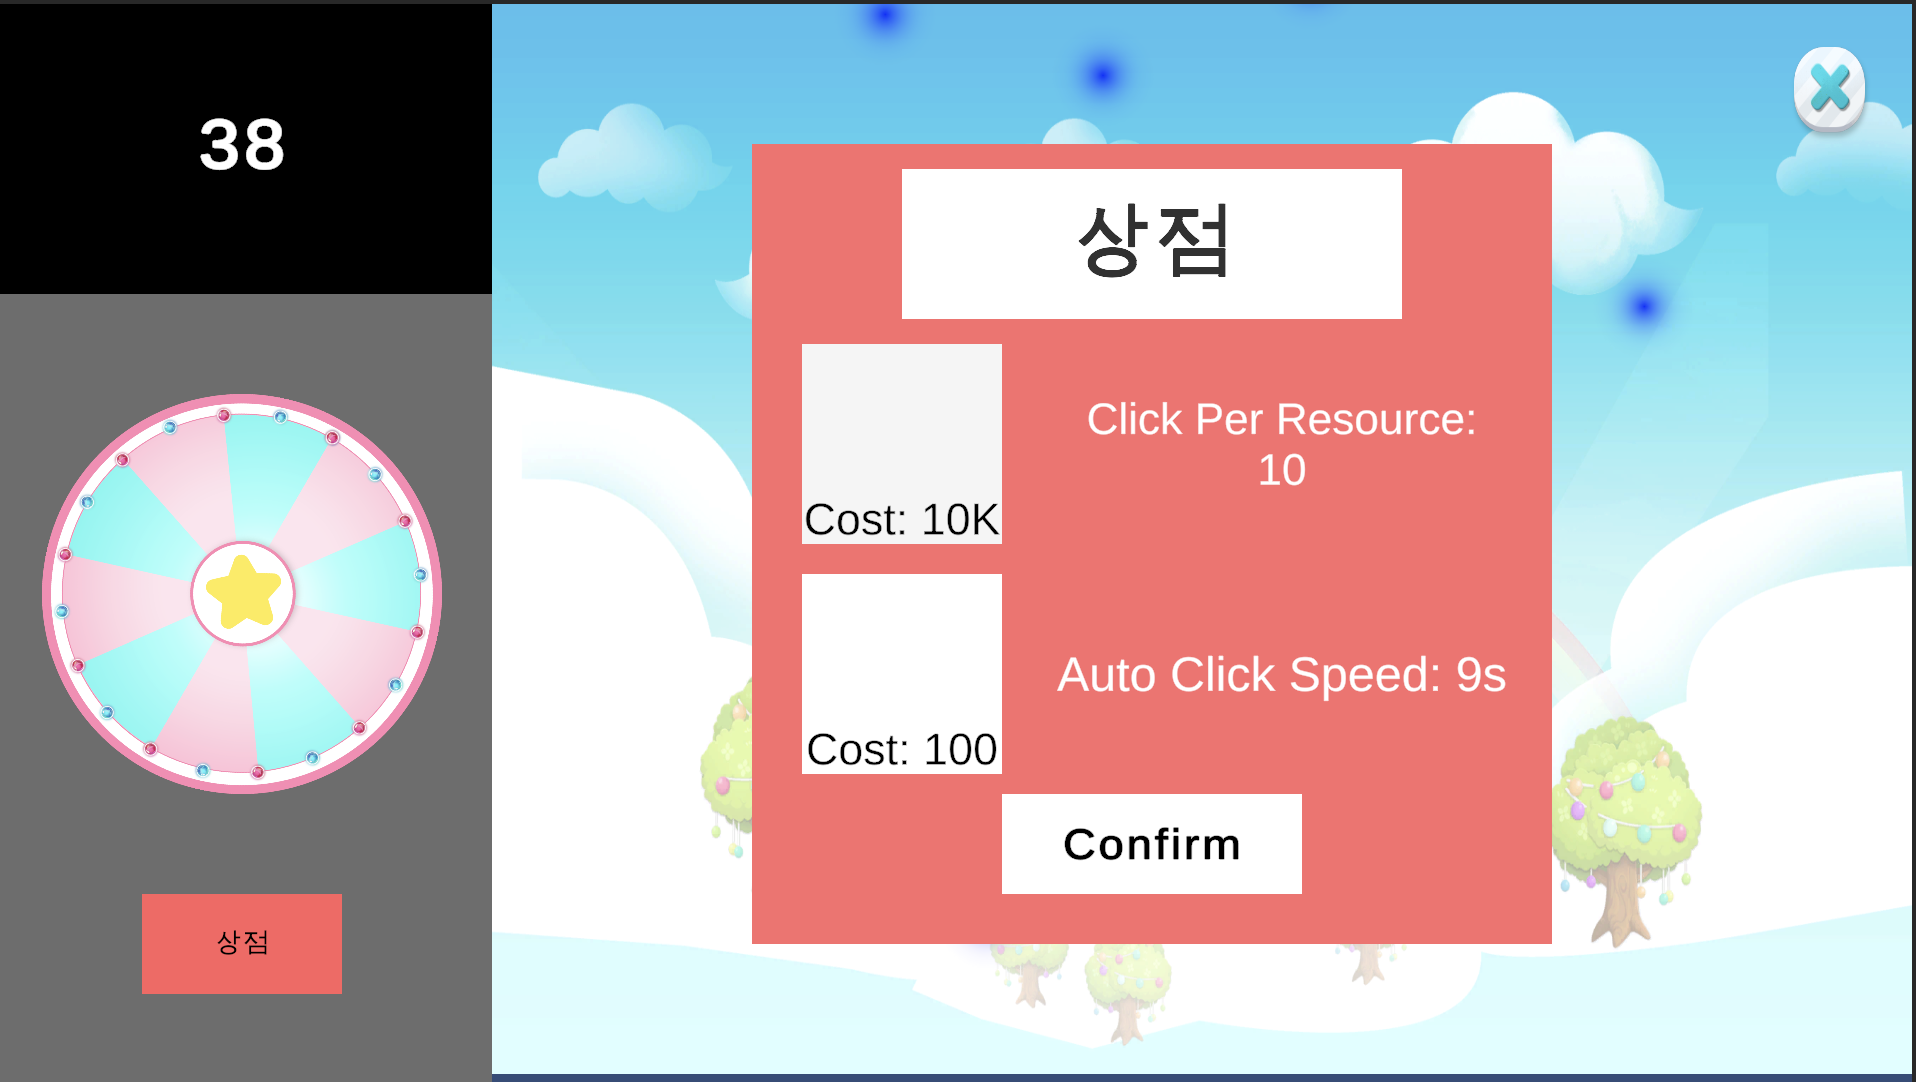 38
상점
상점
Click Per Resource:
10
Cost: 10K
Auto Click Speed: 9s
Cost: 100
Confirm